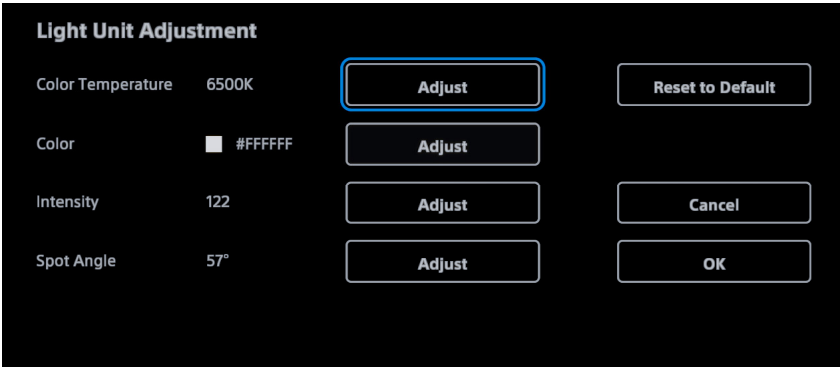 Light Unit Adjustment
Color Temperature 6500K Adjust Reset to Default
Color #FFFFFF Adjust
Intensity 122 Adjust Cancel
Spot Angle 57° Adjust OK